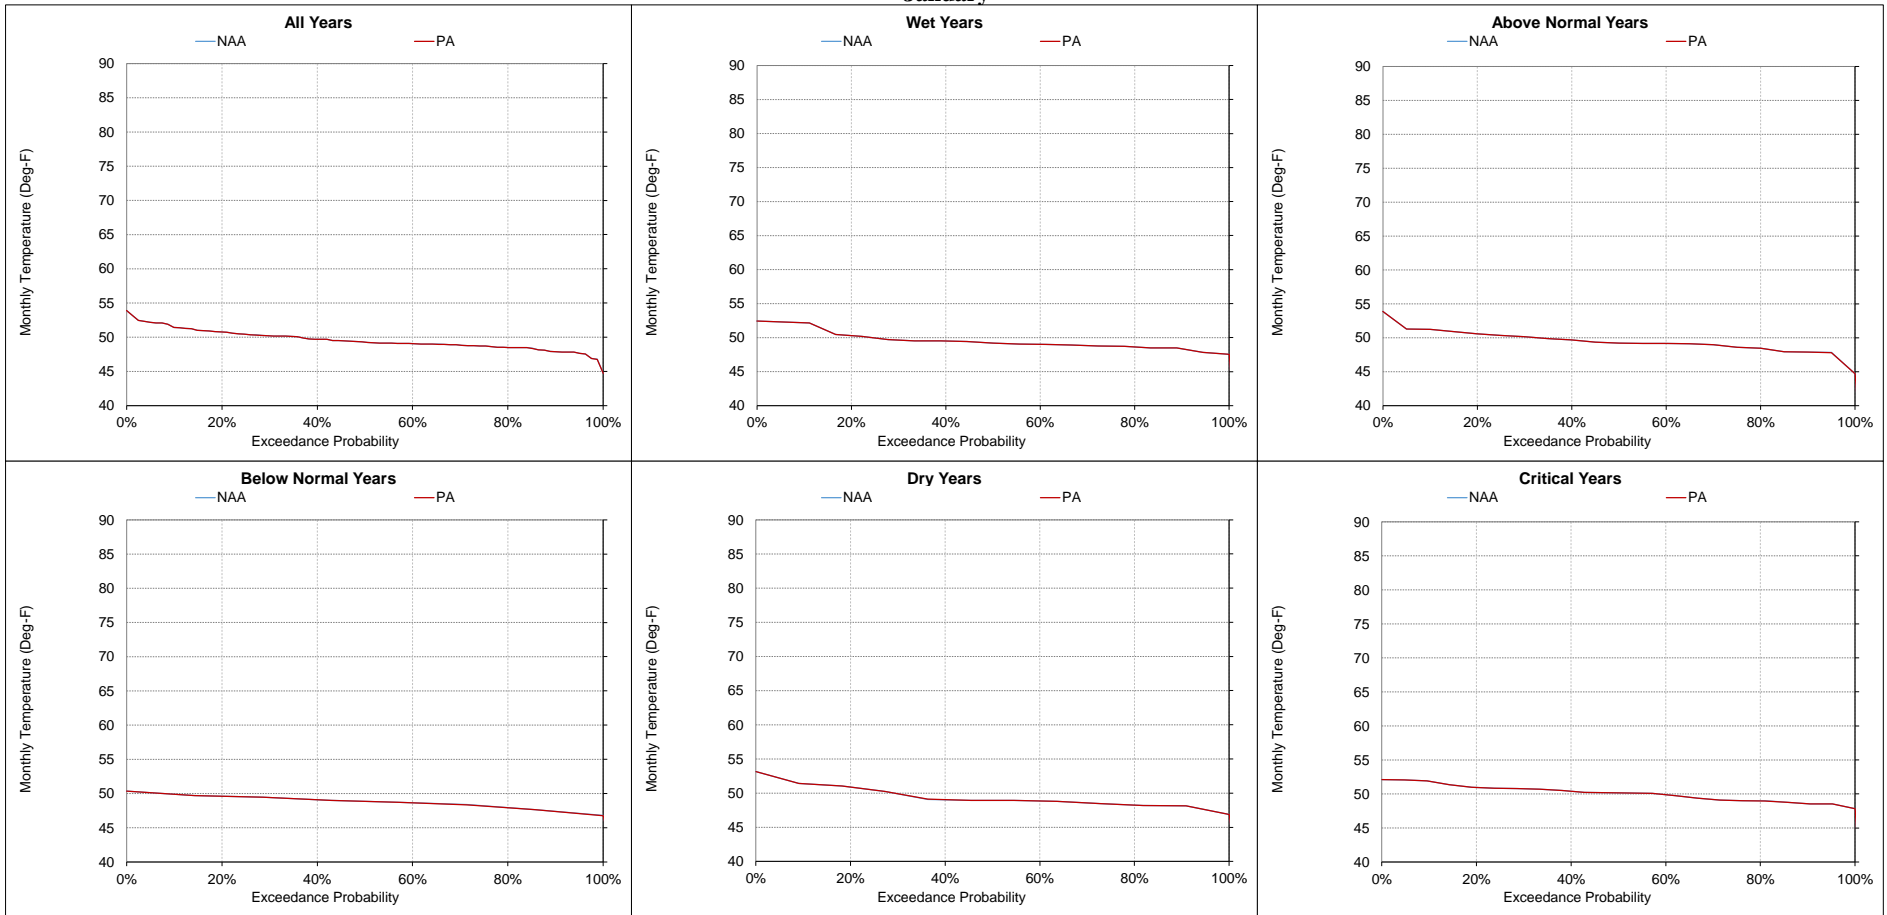 All Years
NAA PA
90
85
80
75
70
65
60
55
50
45
40
0% 20% 40% 60% 80% 100%
Exceedance Probability
Monthly Temperature (Deg-F)
Wet Years
NAA PA
90
85
80
75
70
65
60
55
50
45
40
0% 20% 40% 60% 80% 100%
Exceedance Probability
Monthly Temperature (Deg-F)
Above Normal Years
NAA PA
90
85
80
75
70
65
60
55
50
45
40
0% 20% 40% 60% 80% 100%
Exceedance Probability
Monthly Temperature (Deg-F)
Below Normal Years
NAA PA
90
85
80
75
70
65
60
55
50
45
40
0% 20% 40% 60% 80% 100%
Exceedance Probability
Monthly Temperature (Deg-F)
Dry Years
NAA PA
90
85
80
75
70
65
60
55
50
45
40
0% 20% 40% 60% 80% 100%
Exceedance Probability
Monthly Temperature (Deg-F)
Critical Years
NAA PA
90
85
80
75
70
65
60
55
50
45
40
0% 20% 40% 60% 80% 100%
Exceedance Probability
Monthly Temperature (Deg-F)